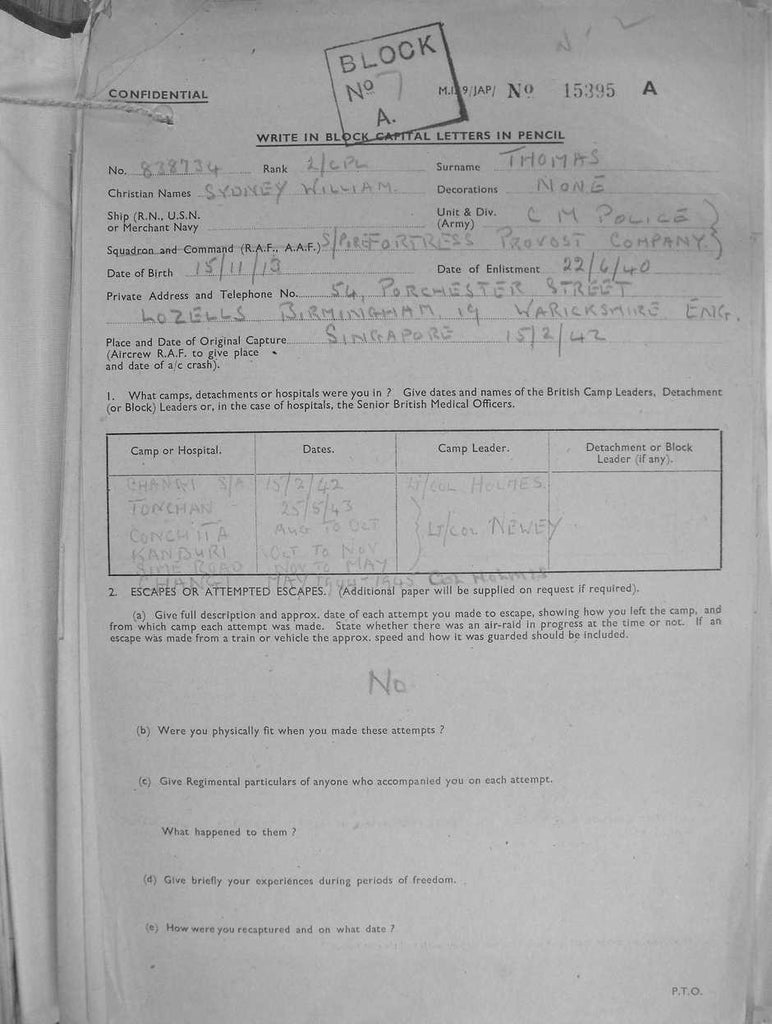 BLOCK
Nº 7
A.
CONFIDENTIAL
M.I.9/JAP/ Nº 15395 A
WRITE IN BLOCK CAPITAL LETTERS IN PENCIL
No. 838734 Rank L/CPL Surname THOMAS
Christian Names SYDNEY WILLIAM. Decorations NONE
Ship (R.N., U.S.N. or Merchant Navy
Unit & Div. (Army) C M POLICE
Squadron and Command (R.A.F., A.A.F.) S/PORE FORTRESS PROVOST COMPANY.
Date of Birth 15/11/13 Date of Enlistment 22/6/40
Private Address and Telephone No. 54, PORCHESTER STREET
LOZELLS BIRMINGHAM, 19 WARICKSHIRE ENG.
Place and Date of Original Capture SINGAPORE 15/2/42
(Aircrew R.A.F. to give place
and date of a/c crash).
1. What camps, detachments or hospitals were you in ? Give dates and names of the British Camp Leaders, Detachment
(or Block) Leaders or, in the case of hospitals, the Senior British Medical Officers.
Camp or Hospital. Dates. Camp Leader. Detachment or Block Leader (if any).
CHANGI S/A 15/2/42 LT/COL HOLMES.
TONCHAN 25/5/43
CONCHITA AUG TO OCT LT/COL NEWEY
KANBURI OCT TO NOV
SIME ROAD NOV TO MAY
CHANGI MAY 1944-1945 COL HOLMES
2. ESCAPES OR ATTEMPTED ESCAPES. (Additional paper will be supplied on request if required).
(a) Give full description and approx. date of each attempt you made to escape, showing how you left the camp, and
from which camp each attempt was made. State whether there was an air-raid in progress at the time or not. If an
escape was made from a train or vehicle the approx. speed and how it was guarded should be included.
NO
(b) Were you physically fit when you made these attempts ?
(c) Give Regimental particulars of anyone who accompanied you on each attempt.
What happened to them ?
(d) Give briefly your experiences during periods of freedom.
(e) How were you recaptured and on what date ?
P.T.O.